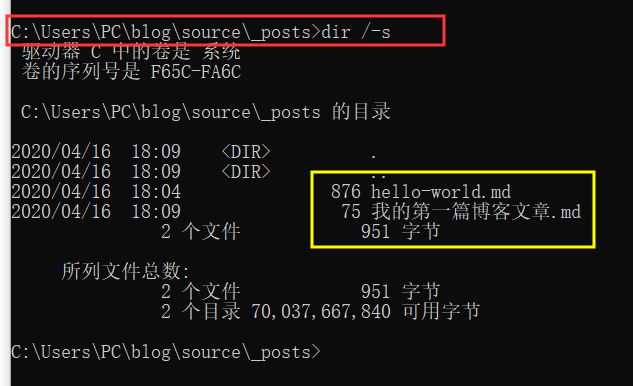 C:\Users\PC\blog\source\_posts>dir /-s
驱动器 C 中的卷是 系统
卷的序列号是 F65C-FA6C
C:\Users\PC\blog\source\_posts 的目录
2020/04/16  18:09    <DIR>          .
2020/04/16  18:09    <DIR>          ..
2020/04/16  18:04               876 hello-world.md
2020/04/16  18:09                75 我的第一篇博客文章.md
2 个文件            951 字节
所列文件总数:
2 个文件            951 字节
2 个目录 70,037,667,840 可用字节
C:\Users\PC\blog\source\_posts>